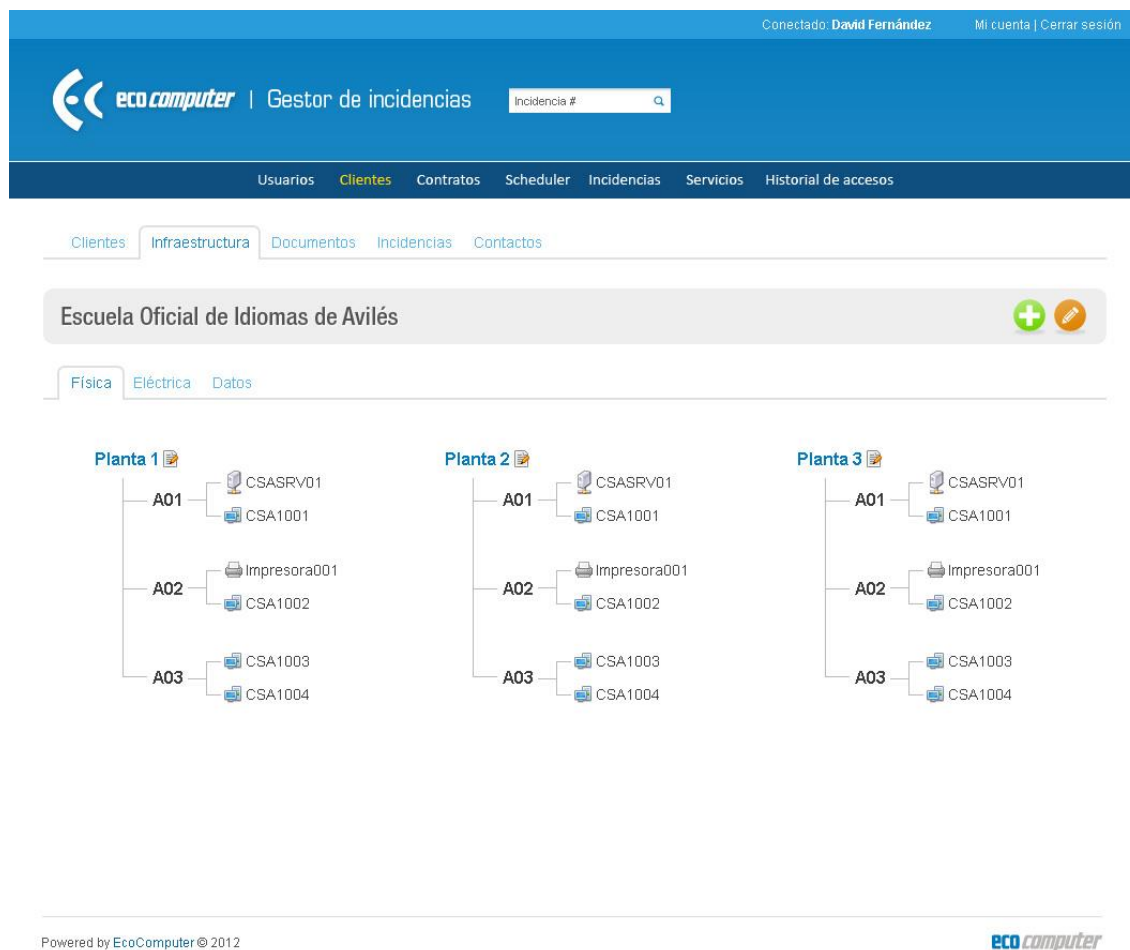 Conectado: David Fernández Mi cuenta | Cerrar sesión
eco computer | Gestor de incidencias Incidencia #
Usuarios Clientes Contratos Scheduler Incidencias Servicios Historial de accesos
Clientes Infraestructura Documentos Incidencias Contactos
Escuela Oficial de Idiomas de Avilés
Física Eléctrica Datos
Planta 1
A01
CSASRV01
CSA1001
A02
Impresora001
CSA1002
A03
CSA1003
CSA1004
Planta 2
A01
CSASRV01
CSA1001
A02
Impresora001
CSA1002
A03
CSA1003
CSA1004
Planta 3
A01
CSASRV01
CSA1001
A02
Impresora001
CSA1002
A03
CSA1003
CSA1004
Powered by EcoComputer © 2012 eco computer